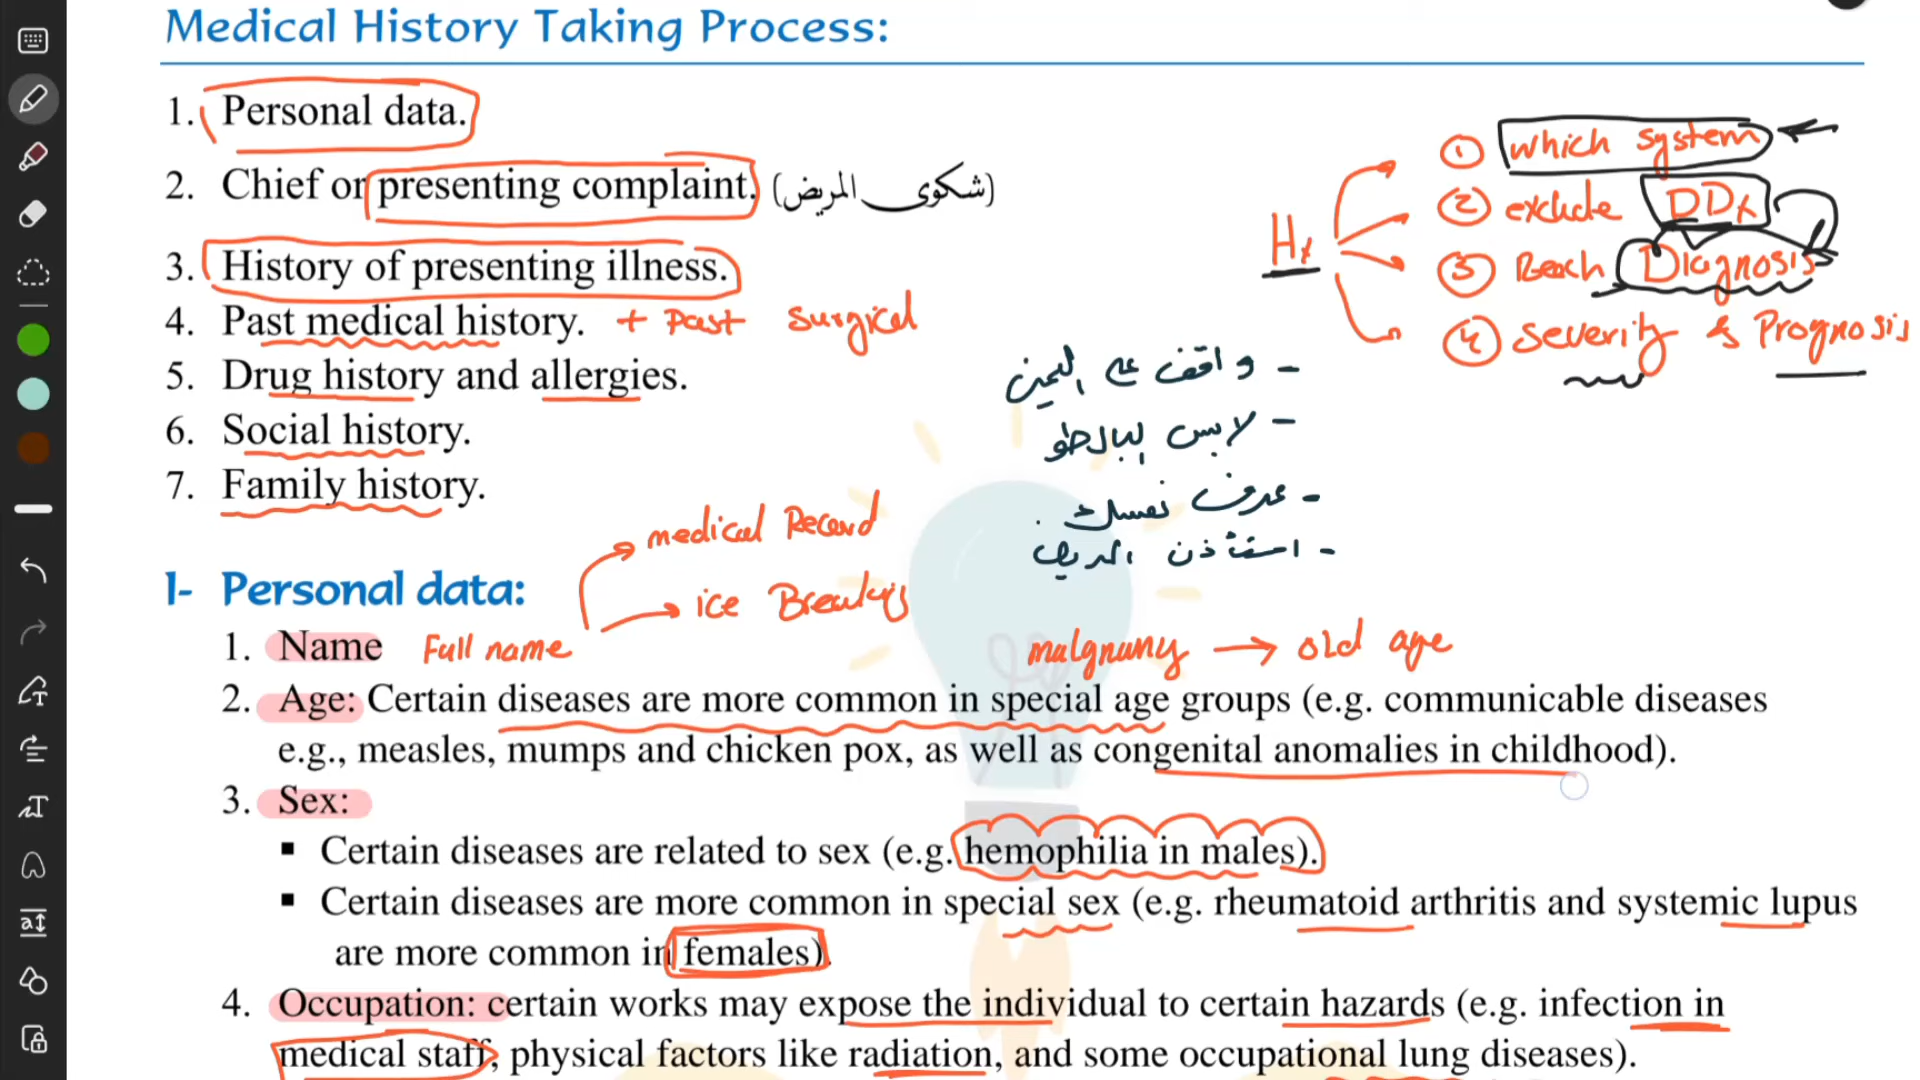 Medical History Taking Process:
1. Personal data.
2. Chief or presenting complaint. (شكوى المريض)
3. History of presenting illness.
4. Past medical history. + Past surgical
5. Drug history and allergies.
6. Social history.
7. Family history.
Hx
① which system
② exclude DDx
③ Reach Diagnosis
④ severity & Prognosis
- واقف على اليمين
- لابس البالطو
- عرف نفسك
- استأذن المريض
medical Record
ice Breaking
I- Personal data:
1. Name Full name
malgnany → old age
2. Age: Certain diseases are more common in special age groups (e.g. communicable diseases
e.g., measles, mumps and chicken pox, as well as congenital anomalies in childhood).
3. Sex:
▪ Certain diseases are related to sex (e.g. hemophilia in males).
▪ Certain diseases are more common in special sex (e.g. rheumatoid arthritis and systemic lupus
are more common in females).
4. Occupation: certain works may expose the individual to certain hazards (e.g. infection in
medical staff, physical factors like radiation, and some occupational lung diseases).